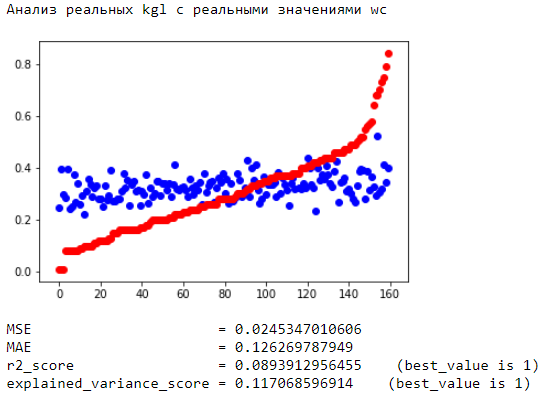 Анализ реальных kgl с реальными значениями wc
0.8
0.6
0.4
0.2
0.0
0 20 40 60 80 100 120 140 160
MSE = 0.0245347010606
MAE = 0.126269787949
r2_score = 0.0893912956455 (best_value is 1)
explained_variance_score = 0.117068596914 (best_value is 1)